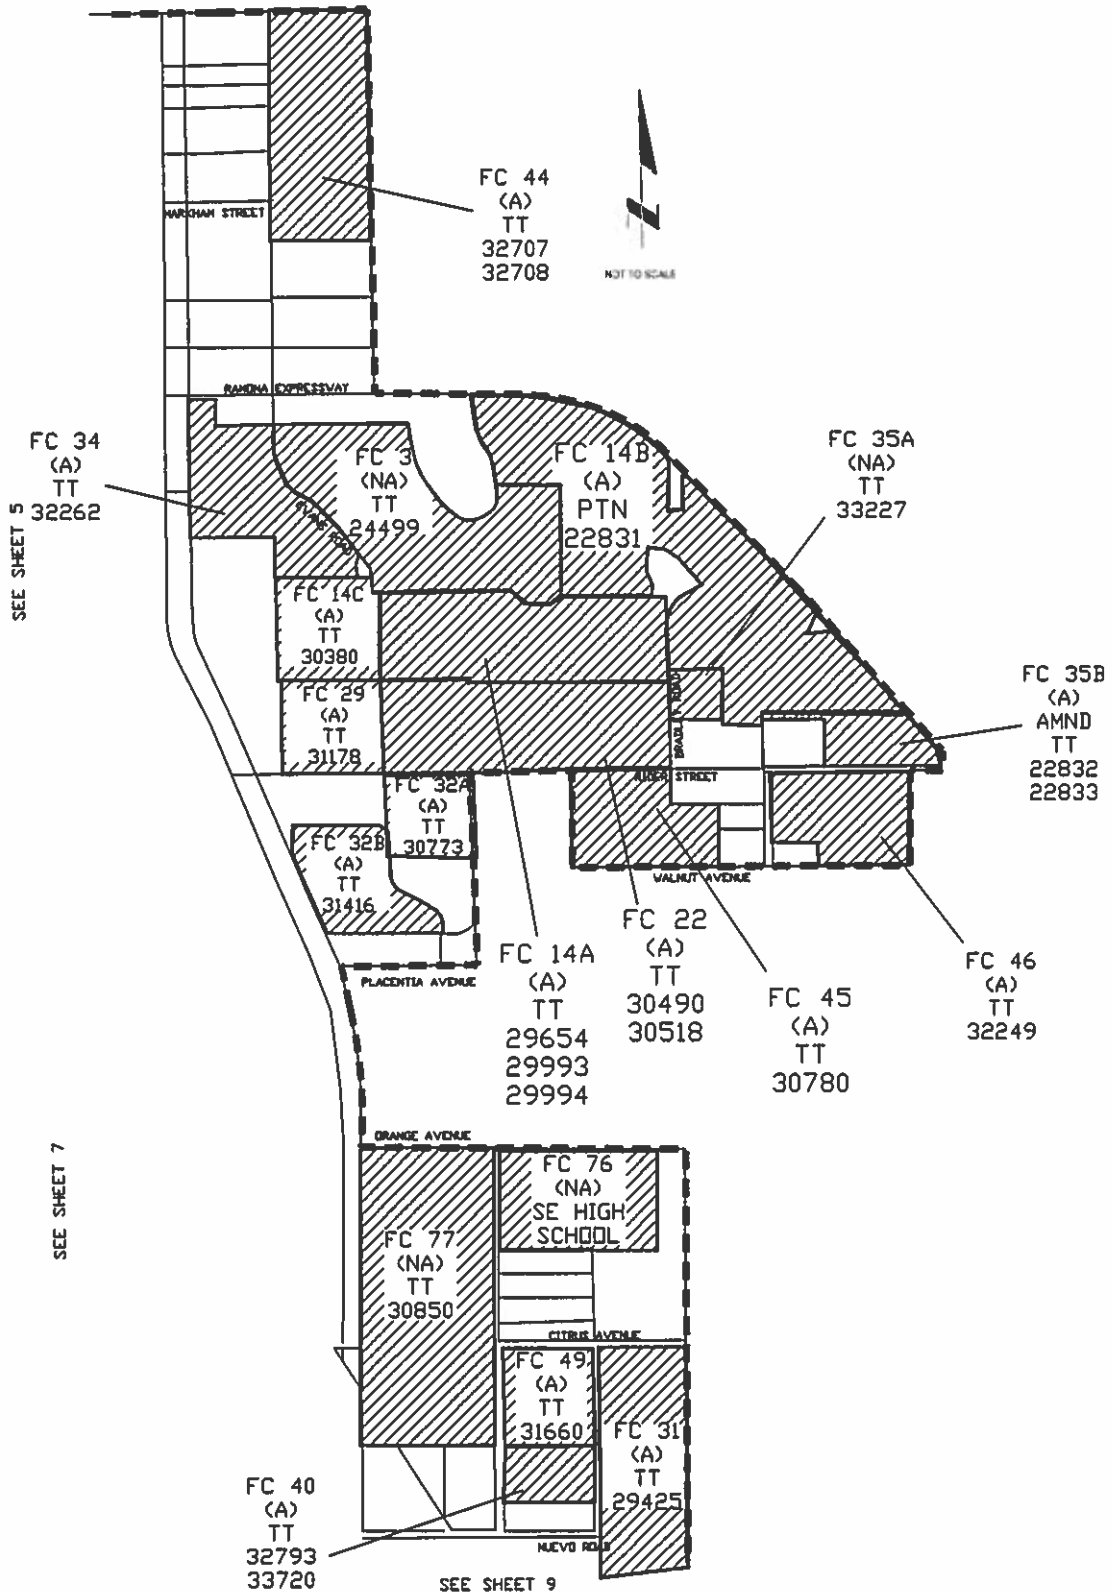 FC 44
(A)
TT
32707
32708
NOT TO SCALE
MARKHAM STREET
RAMONA EXPRESSWAY
FC 34
(A)
TT
32262
FC 3
(NA)
TT
24499
EVANS ROAD
FC 14B
(A)
PTN
22831
FC 35A
(NA)
TT
33227
SEE SHEET 5
FC 14C
(A)
TT
30380
FC 29
(A)
TT
31178
BRADLEY ROAD
FC 35B
(A)
AMND
TT
22832
22833
RIDER STREET
FC 32A
(A)
TT
30773
FC 32B
(A)
TT
31416
WALNUT AVENUE
PLACENTIA AVENUE
FC 14A
(A)
TT
29654
29993
29994
FC 22
(A)
TT
30490
30518
FC 45
(A)
TT
30780
FC 46
(A)
TT
32249
SEE SHEET 7
ORANGE AVENUE
FC 76
(NA)
SE HIGH
SCHOOL
FC 77
(NA)
TT
30850
CITRUS AVENUE
FC 49
(A)
TT
31660
FC 31
(A)
TT
29425
FC 40
(A)
TT
32793
33720
NUEVO ROAD
SEE SHEET 9